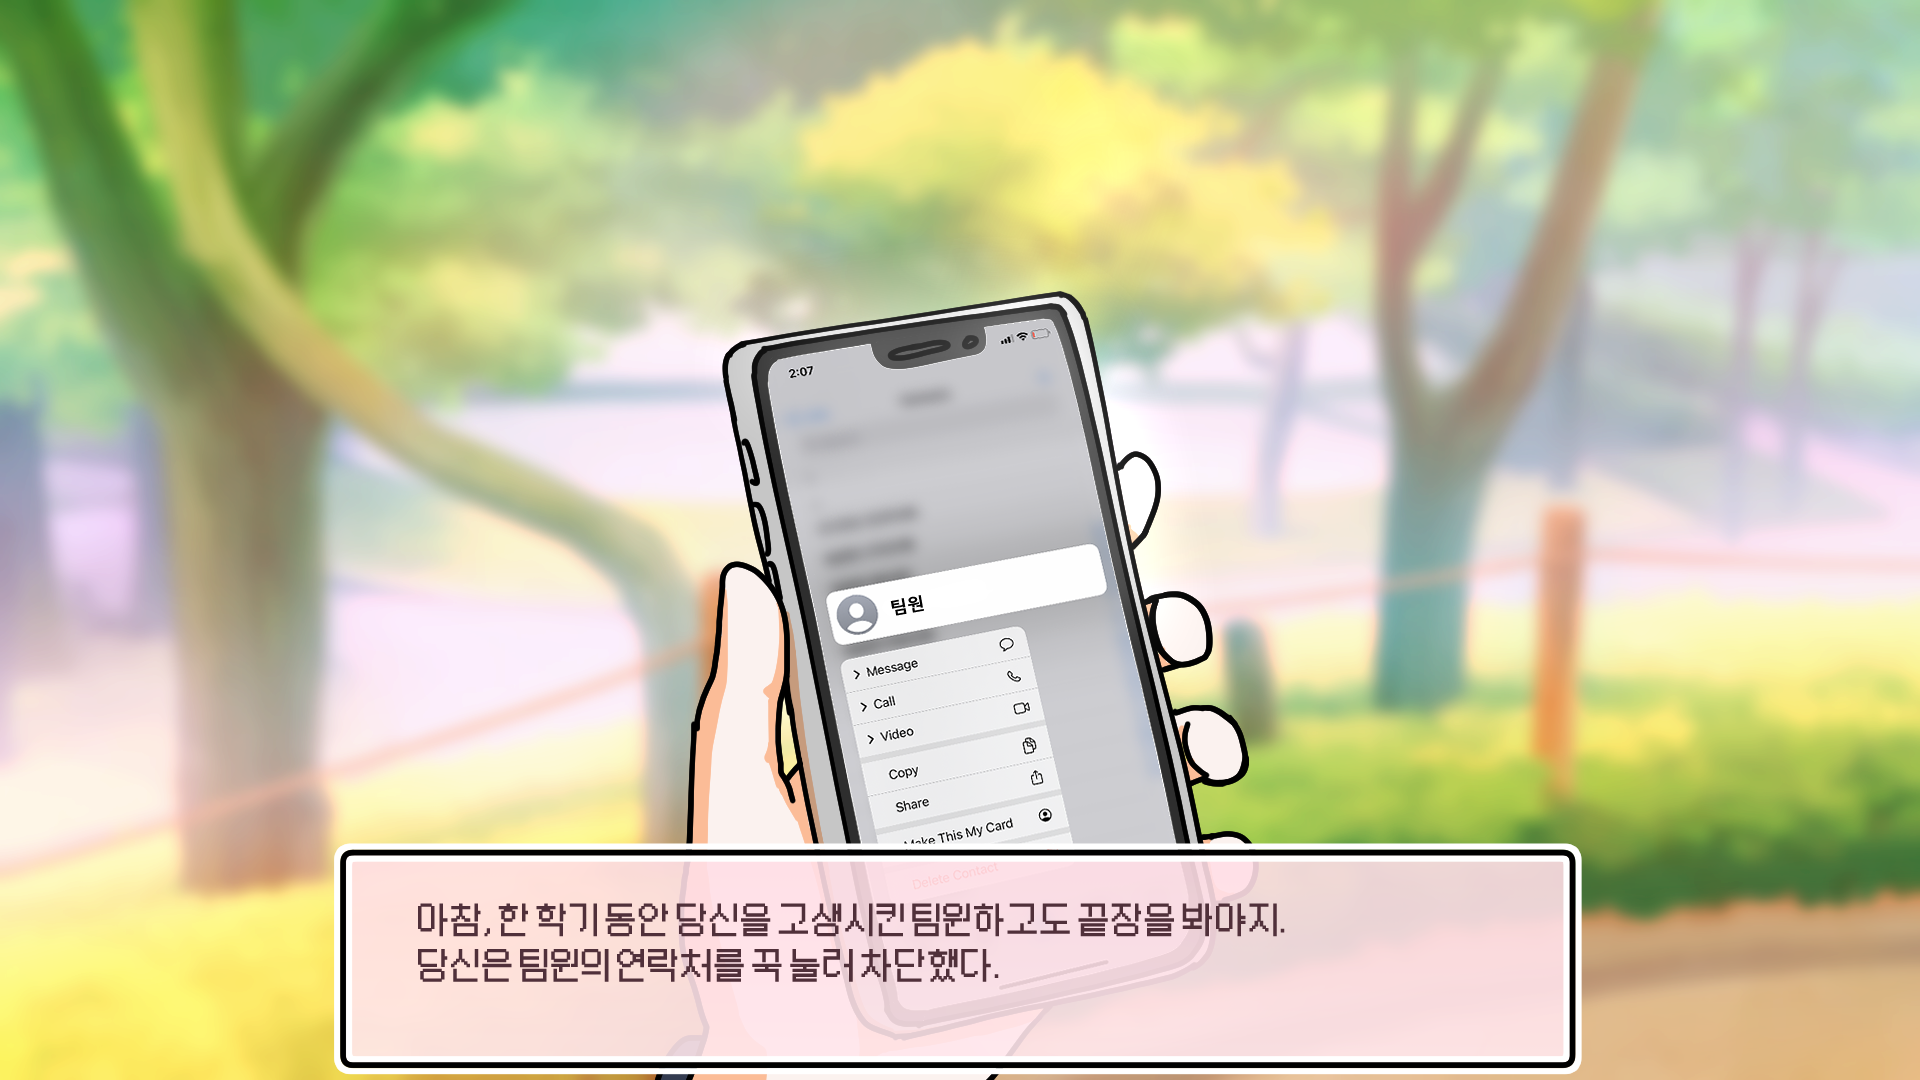 2:07
팀원
Message
Call
Video
Copy
Share
Make This My Card
Delete Contact
아참, 한 학기 동안 당신을 고생시킨 팀원하고도 끝장을 봐야지.
당신은 팀원의 연락처를 꾹 눌러 차단했다.